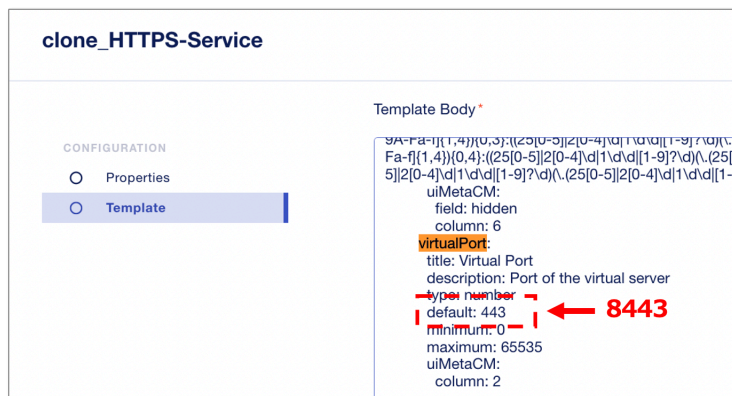 clone_HTTPS-Service
CONFIGURATION
Properties
Template
Template Body*
9A-Fa-f]{1,4}){0,3}:((25[0-5]|2[0-4]\d|1\d\d|[1-9]?\d)(\.
Fa-f]{1,4}){0,4}:((25[0-5]|2[0-4]\d|1\d\d|[1-9]?\d)(\.(25[
5]|2[0-4]\d|1\d\d|[1-9]?\d)(\.(25[0-5]|2[0-4]\d|1\d\d|[1-
uiMetaCM:
field: hidden
column: 6
virtualPort:
title: Virtual Port
description: Port of the virtual server
type: number
default: 443
8443
minimum: 0
maximum: 65535
uiMetaCM:
column: 2